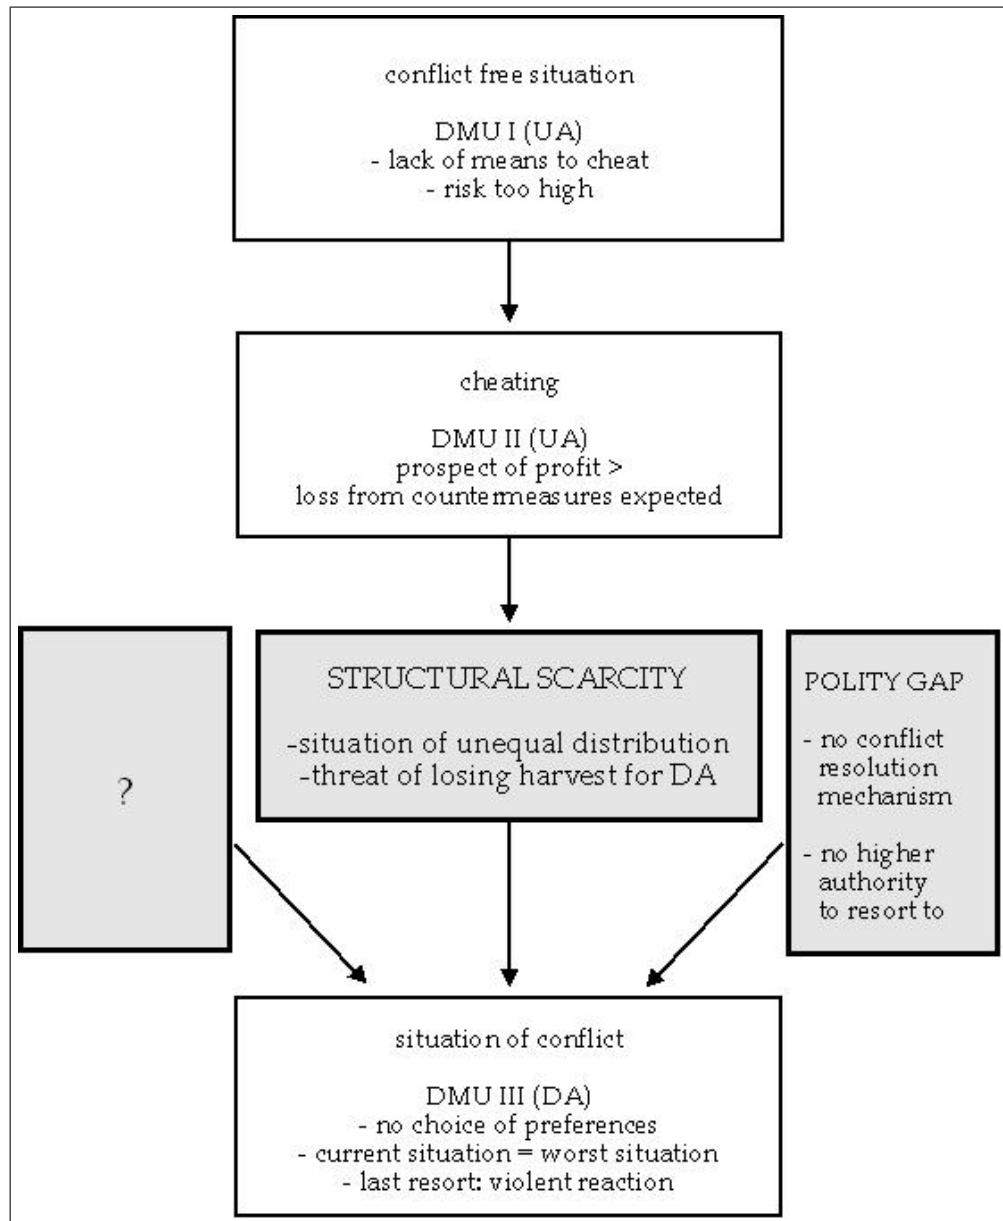 conflict free situation
DMU I (UA)
- lack of means to cheat
- risk too high
cheating
DMU II (UA)
prospect of profit >
loss from countermeasures expected
?
STRUCTURAL SCARCITY
-situation of unequal distribution
-threat of losing harvest for DA
POLITY GAP
- no conflict
resolution
mechanism
- no higher
authority
to resort to
situation of conflict
DMU III (DA)
- no choice of preferences
- current situation = worst situation
- last resort: violent reaction